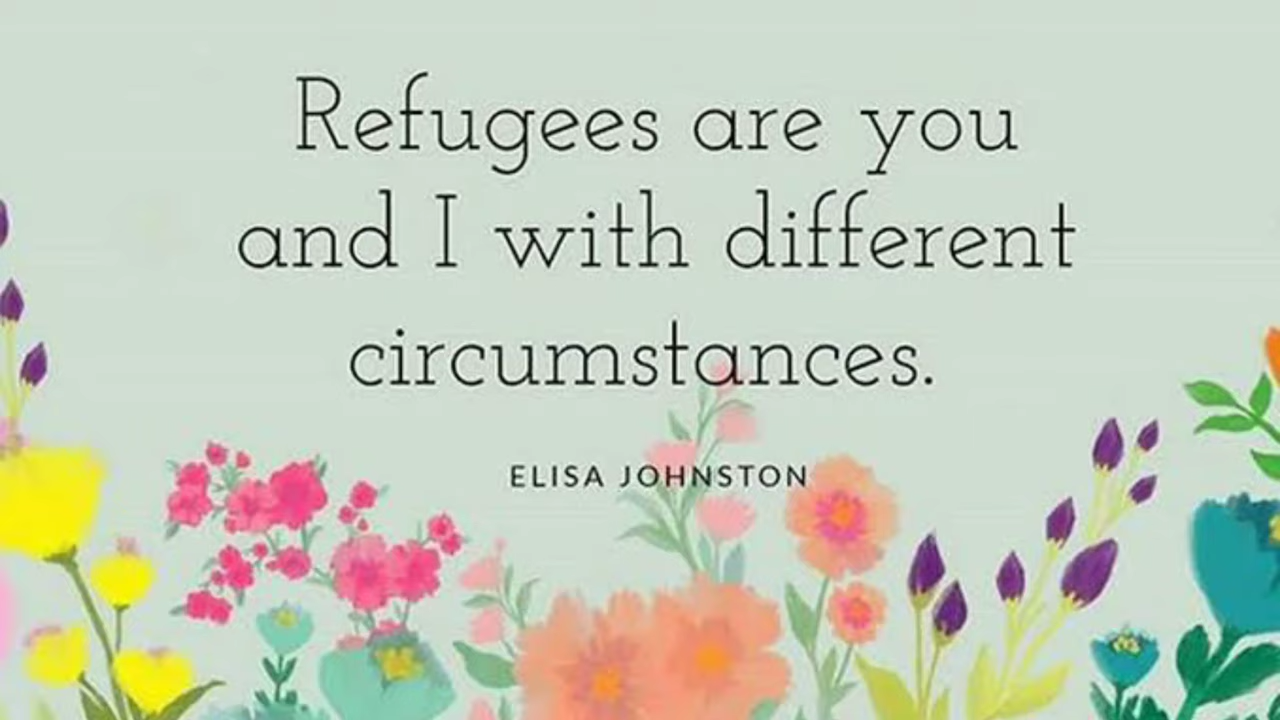 Refugees are you
and I with different
circumstances.
ELISA JOHNSTON